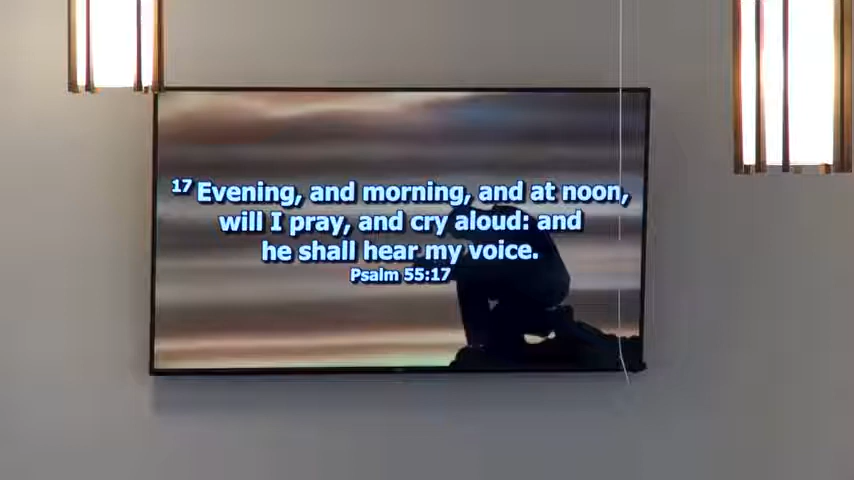 17 Evening, and morning, and at noon,
will I pray, and cry aloud: and
he shall hear my voice.
Psalm 55:17